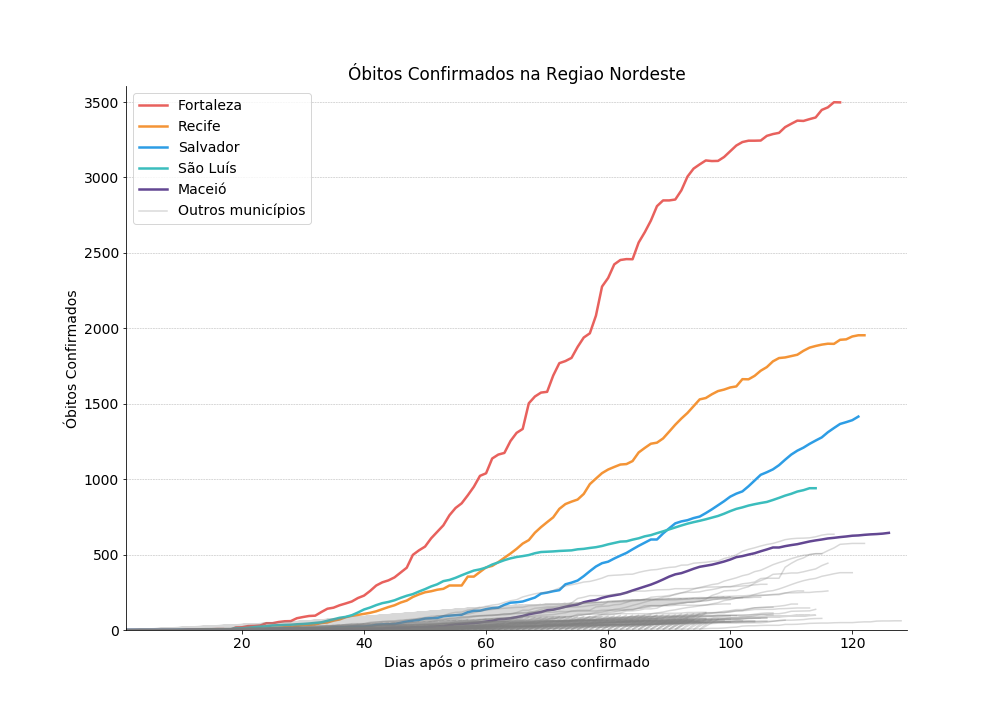 Óbitos Confirmados na Regiao Nordeste
Fortaleza
Recife
Salvador
São Luís
Maceió
Outros municípios
Óbitos Confirmados
3500
3000
2500
2000
1500
1000
500
0
20
40
60
80
100
120
Dias após o primeiro caso confirmado